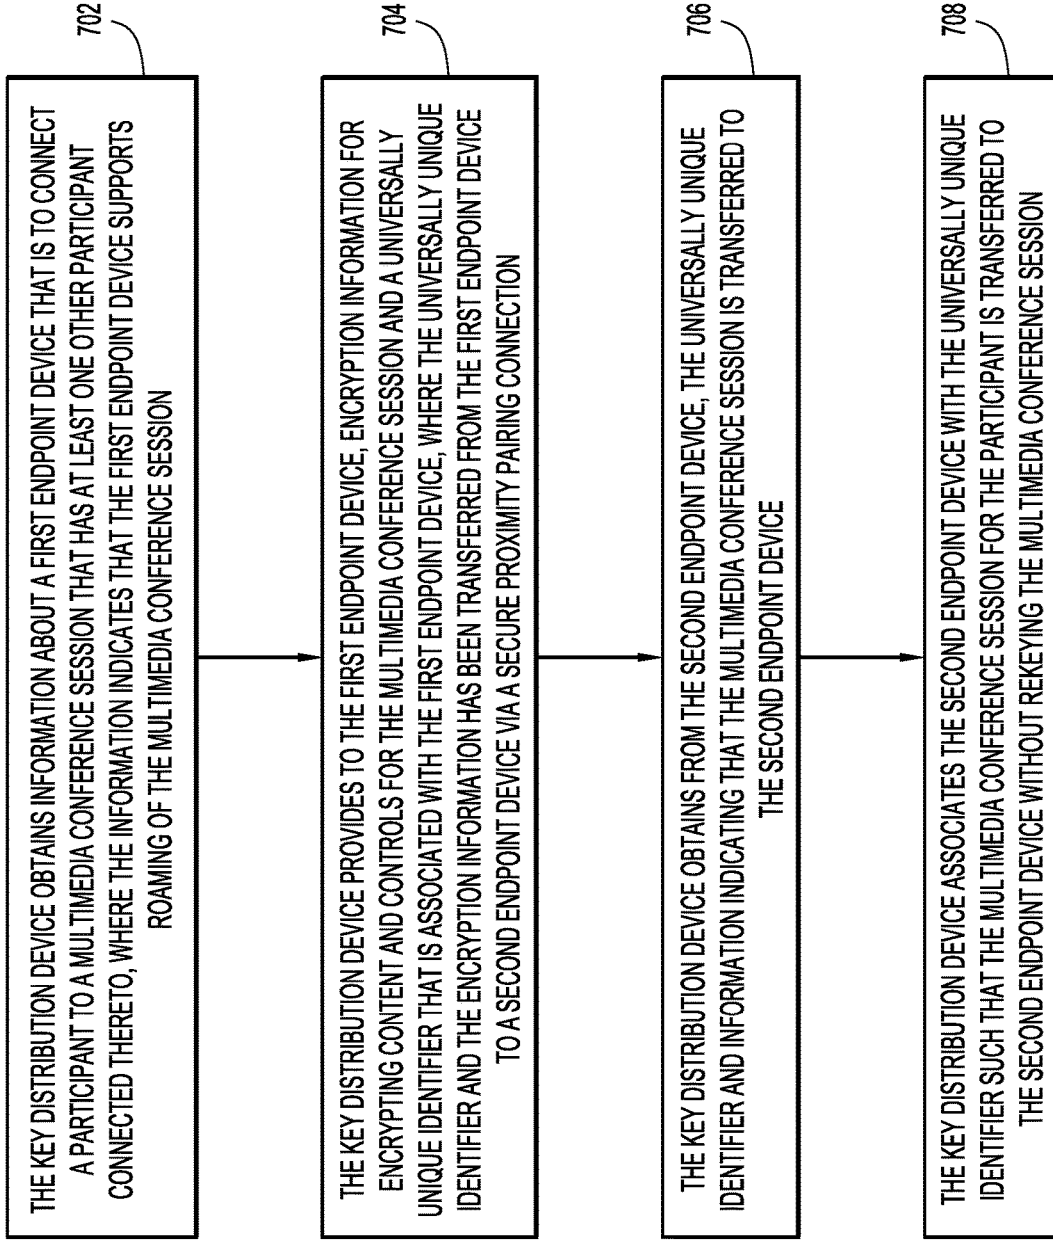 702
THE KEY DISTRIBUTION DEVICE OBTAINS INFORMATION ABOUT A FIRST ENDPOINT DEVICE THAT IS TO CONNECT
A PARTICIPANT TO A MULTIMEDIA CONFERENCE SESSION THAT HAS AT LEAST ONE OTHER PARTICIPANT
CONNECTED THERETO, WHERE THE INFORMATION INDICATES THAT THE FIRST ENDPOINT DEVICE SUPPORTS
ROAMING OF THE MULTIMEDIA CONFERENCE SESSION
704
THE KEY DISTRIBUTION DEVICE PROVIDES TO THE FIRST ENDPOINT DEVICE, ENCRYPTION INFORMATION FOR
ENCRYPTING CONTENT AND CONTROLS FOR THE MULTIMEDIA CONFERENCE SESSION AND A UNIVERSALLY
UNIQUE IDENTIFIER THAT IS ASSOCIATED WITH THE FIRST ENDPOINT DEVICE, WHERE THE UNIVERSALLY UNIQUE
IDENTIFIER AND THE ENCRYPTION INFORMATION HAS BEEN TRANSFERRED FROM THE FIRST ENDPOINT DEVICE
TO A SECOND ENDPOINT DEVICE VIA A SECURE PROXIMITY PAIRING CONNECTION
706
THE KEY DISTRIBUTION DEVICE OBTAINS FROM THE SECOND ENDPOINT DEVICE, THE UNIVERSALLY UNIQUE
IDENTIFIER AND INFORMATION INDICATING THAT THE MULTIMEDIA CONFERENCE SESSION IS TRANSFERRED TO
THE SECOND ENDPOINT DEVICE
708
THE KEY DISTRIBUTION DEVICE ASSOCIATES THE SECOND ENDPOINT DEVICE WITH THE UNIVERSALLY UNIQUE
IDENTIFIER SUCH THAT THE MULTIMEDIA CONFERENCE SESSION FOR THE PARTICIPANT IS TRANSFERRED TO
THE SECOND ENDPOINT DEVICE WITHOUT REKEYING THE MULTIMEDIA CONFERENCE SESSION